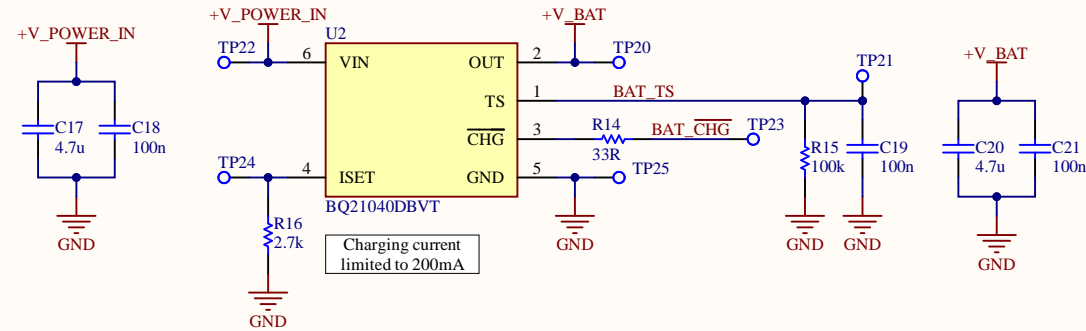 +V_POWER_IN
C17
4.7u
C18
100n
GND
+V_POWER_IN
TP22
U2
6
VIN
OUT
2
+V_BAT
TP20
TS
1
BAT_TS
CHG
3
R14
33R
BAT_CHG
TP23
TP24
4
ISET
GND
5
TP25
BQ21040DBVT
GND
R16
2.7k
GND
Charging current
limited to 200mA
TP21
R15
100k
C19
100n
GND
GND
+V_BAT
C20
4.7u
C21
100n
GND